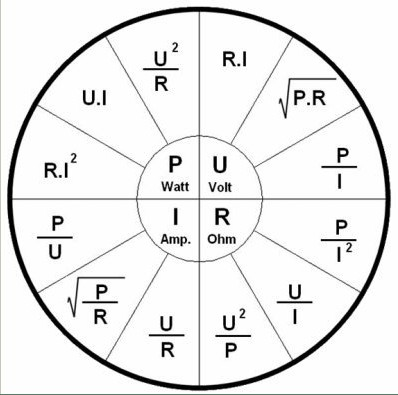 U²/R
R.I
U.I
√P.R
R.I²
P/I
P
Watt
U
Volt
I
Amp.
R
Ohm
P/U
P/I²
√P/R
U/I
U/R
U²/P